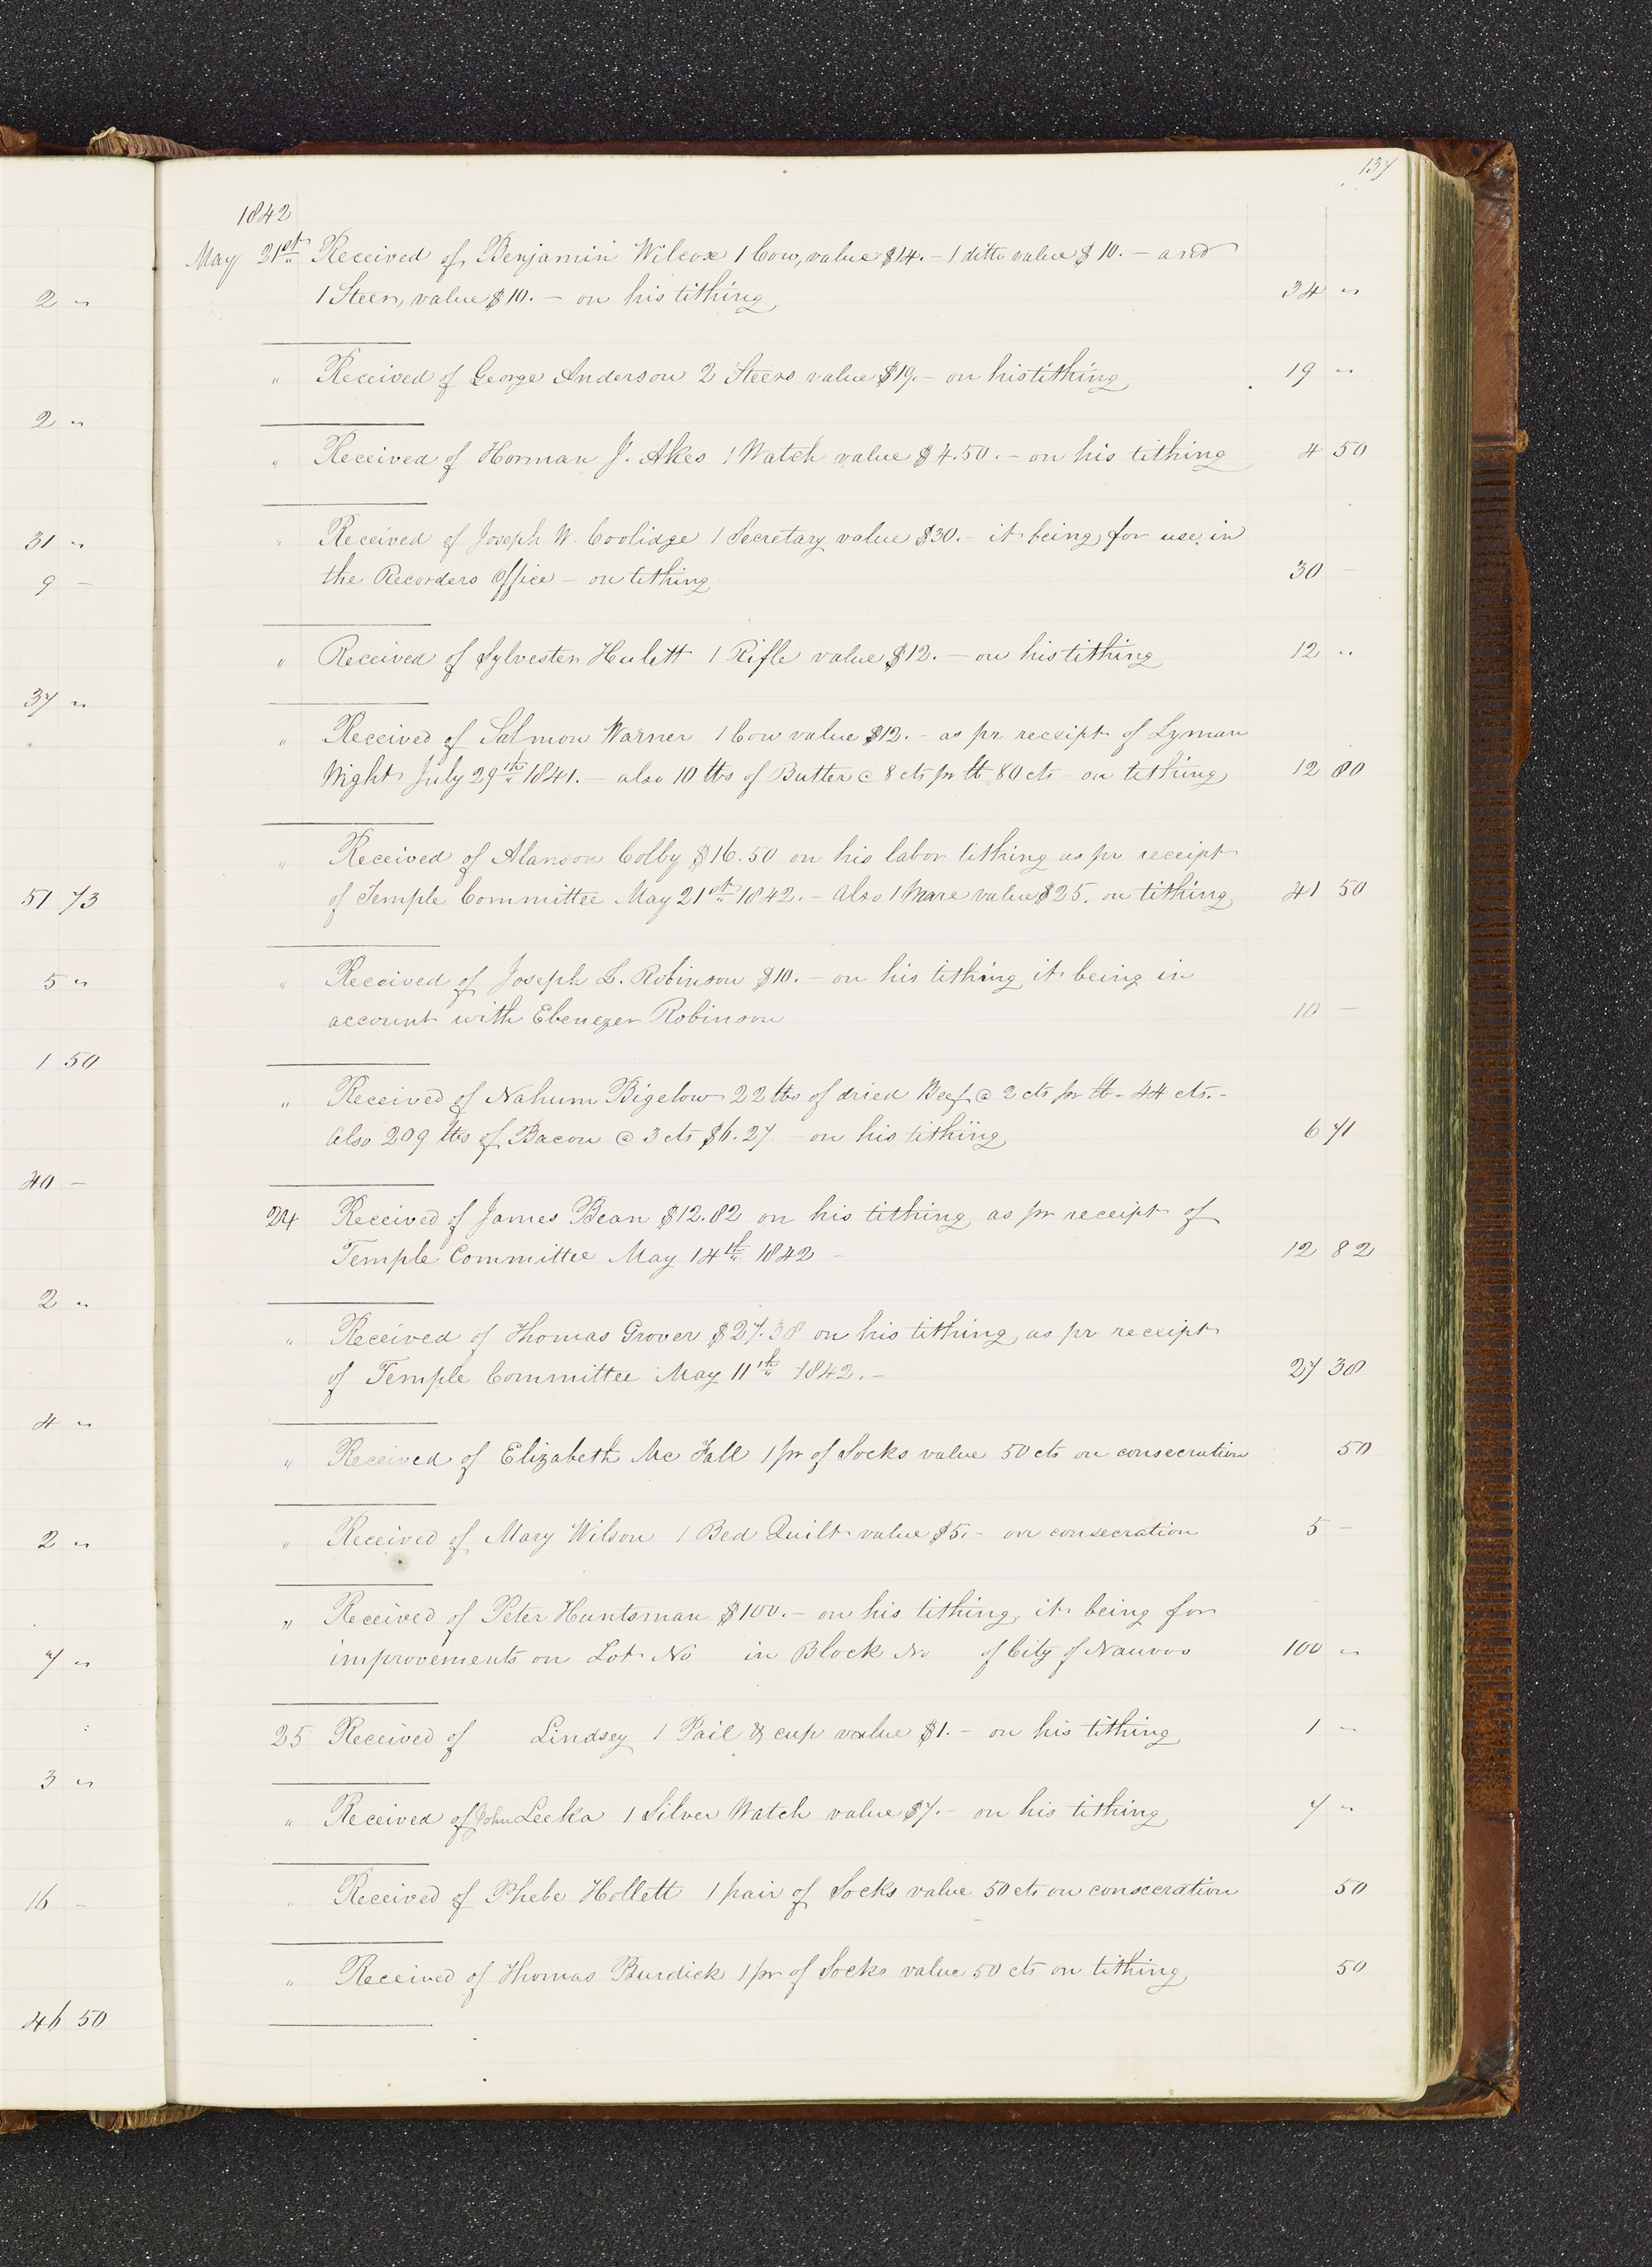 137
1842
May 21st Received of Benjamin Wilcox 1 Cow, value $14. – 1 ditto value $10. – and
1 Steer, value $10. – on his tithing 34 "
" Received of George Anderson 2 Steers value $19. – on his tithing 19 "
" Received of Horman J. Akes 1 Watch value $4.50. – on his tithing 4 50
" Received of Joseph W. Coolidge 1 Secretary value $30. – it being for use in
the Recorders Office – on tithing 30 –
" Received of Sylvester Hulett 1 Rifle value $12. – on his tithing 12 "
" Received of Salmon Warner 1 Cow value $12. – as pr receipt of Lyman
Wight July 29th 1841. – also 10 lbs of Butter @ 8 cts pr lb 80 cts – on tithing 12 80
" Received of Alanson Colby $16.50 on his labor tithing as pr receipt
of Temple Committee May 21st 1842. – Also 1 Mare value $25. on tithing 41 50
" Received of Joseph L. Robinson $10. – on his tithing it being in
account with Ebenezer Robinson 10 –
" Received of Nahum Bigelow 22 lbs of dried Beef @ 2 cts pr lb – 44 cts. –
Also 209 lbs of Bacon @ 3 cts $6.27 – on his tithing 6 71
24 Received of James Bean $12.82 on his tithing as pr receipt of
Temple Committee May 14th 1842 – 12 82
" Received of Thomas Grover $27.38 on his tithing, as pr receipt
of Temple Committee May 11th 1842. – 27 38
" Received of Elizabeth Mc Fall 1 pr of Socks value 50 cts on consecration 50
" Received of Mary Wilson 1 Bed Quilt value $5. – on consecration 5 –
" Received of Peter Huntsman $100. – on his tithing, it being for
improvements on Lot No in Block No of City of Nauvoo 100 "
25 Received of Lindsey 1 Pail & cup value $1. – on his tithing 1 "
" Received of John Leeka 1 Silver Watch value $7. – on his tithing 7 "
" Received of Phebe Hollett 1 pair of Socks value 50 cts on consecration 50
" Received of Thomas Burdick 1 pr of Socks value 50 cts on tithing 50
2 "
2 "
31 "
9 –
37 "
51 73
5 "
1 50
40 –
2 "
4 "
2 "
7 "
3 "
16 –
46 50